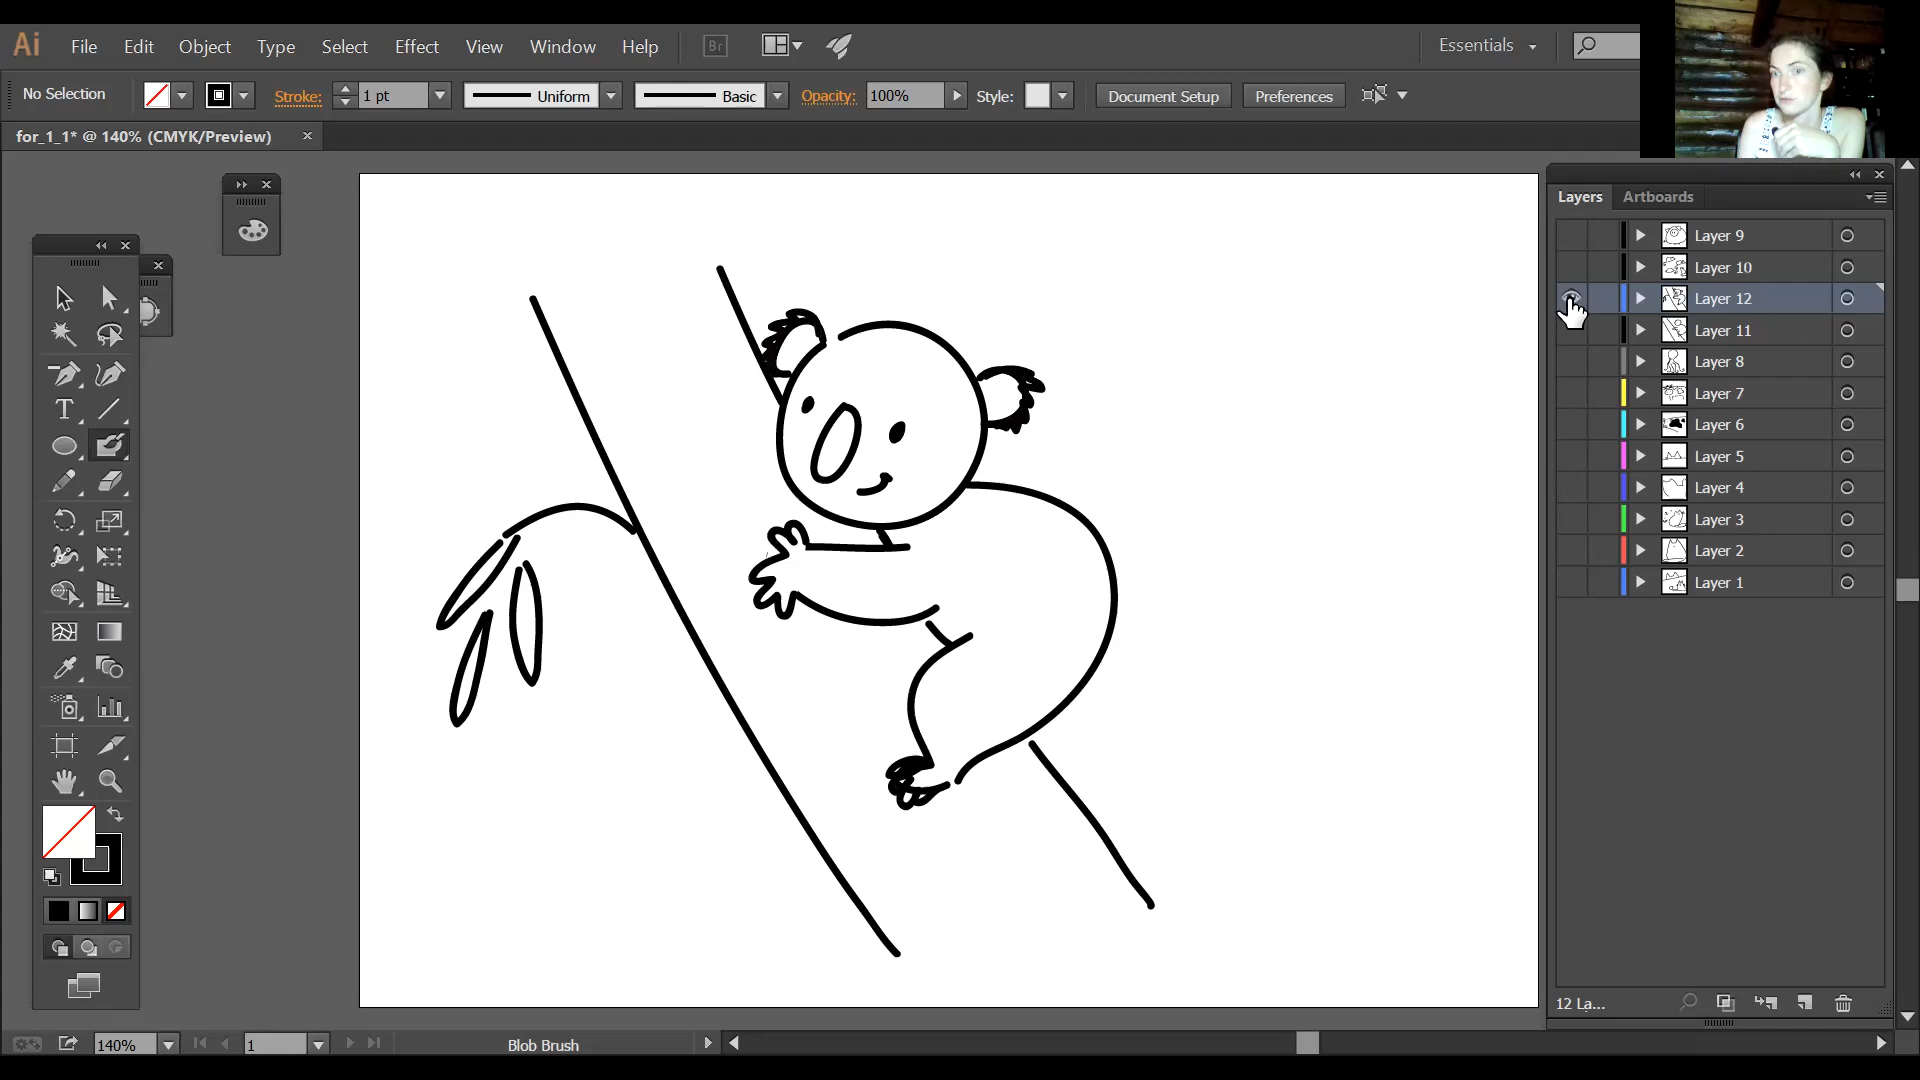 Ai File Edit Object Type Select Effect View Window Help Br Essentials
No Selection Stroke: 1 pt Uniform Basic Opacity: 100% Style: Document Setup Preferences
for_1_1* @ 140% (CMYK/Preview)
Layers Artboards
Layer 9
Layer 10
Layer 12
Layer 11
Layer 8
Layer 7
Layer 6
Layer 5
Layer 4
Layer 3
Layer 2
Layer 1
12 La...
140% 1 Blob Brush